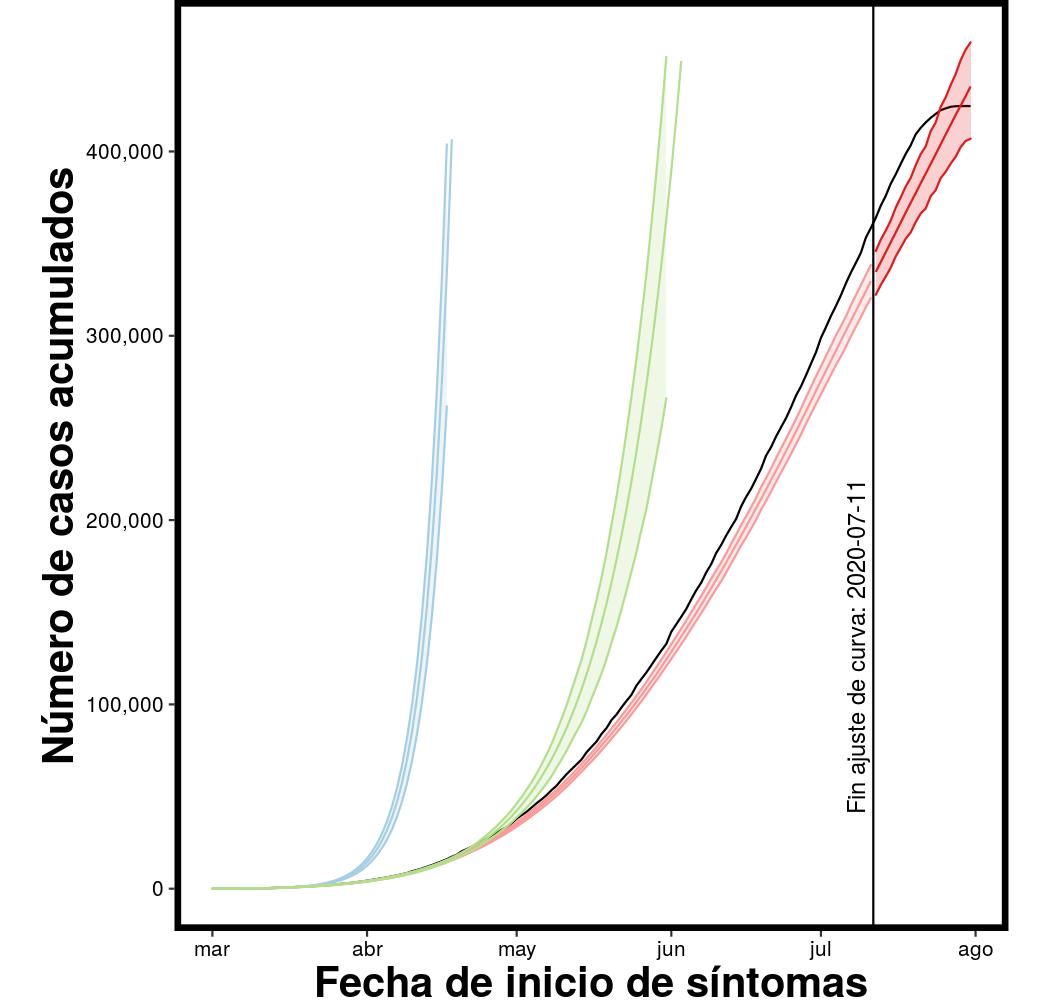 Número de casos acumulados
400,000
300,000
200,000
100,000
0
Fin ajuste de curva: 2020-07-11
mar
abr
may
jun
jul
ago
Fecha de inicio de síntomas